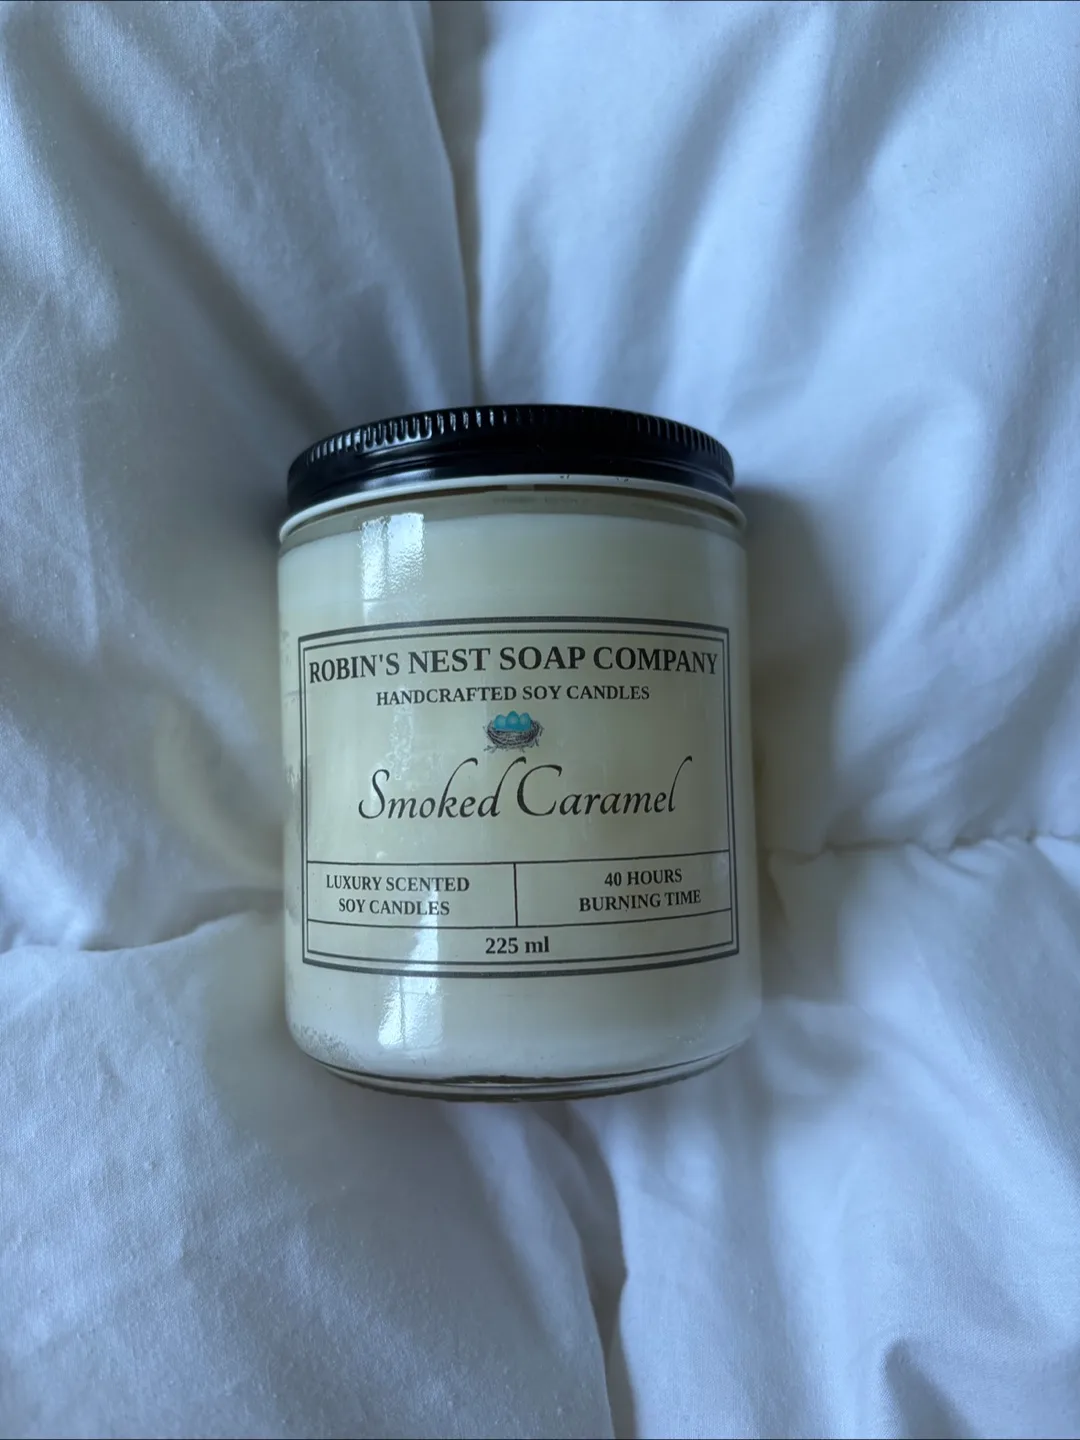 ROBIN'S NEST SOAP COMPANY
HANDCRAFTED SOY CANDLES
Smoked Caramel
LUXURY SCENTED
SOY CANDLES
40 HOURS
BURNING TIME
225 ml